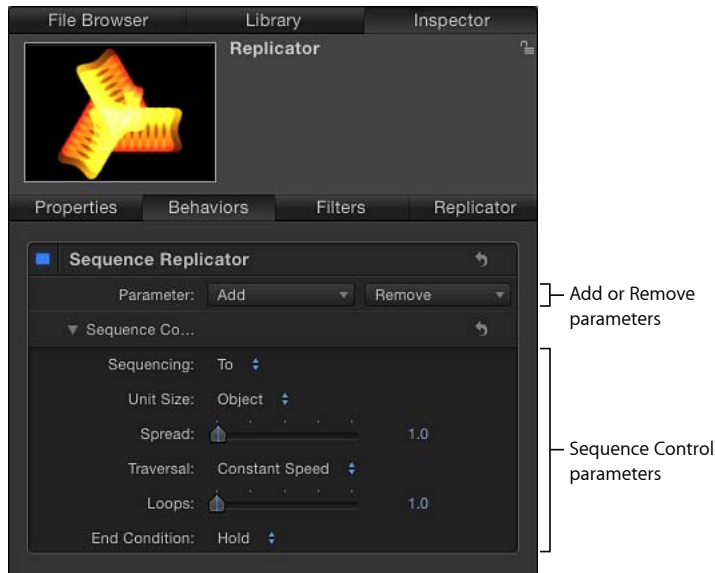 File Browser Library Inspector
Replicator
Properties Behaviors Filters Replicator
Sequence Replicator
Parameter: Add Remove
Add or Remove
parameters
Sequence Co...
Sequencing: To
Unit Size: Object
Spread: 1.0
Sequence Control
parameters
Traversal: Constant Speed
Loops: 1.0
End Condition: Hold